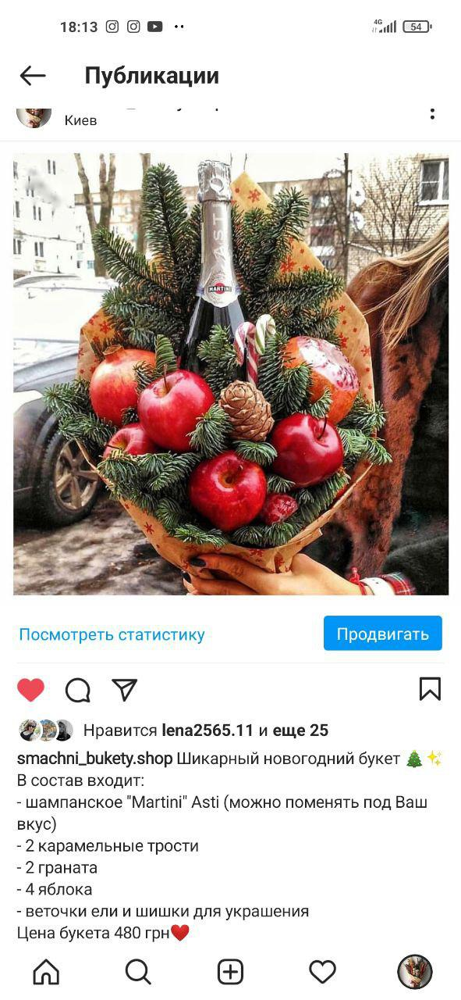 18:13
4G
54
Публикации
Киев
ASTI
MARTINI
Посмотреть статистику
Продвигать
Нравится lena2565.11 и еще 25
smachni_bukety.shop Шикарный новогодний букет 🎄✨
В состав входит:
- шампанское "Martini" Asti (можно поменять под Ваш
вкус)
- 2 карамельные трости
- 2 граната
- 4 яблока
- веточки ели и шишки для украшения
Цена букета 480 грн❤️